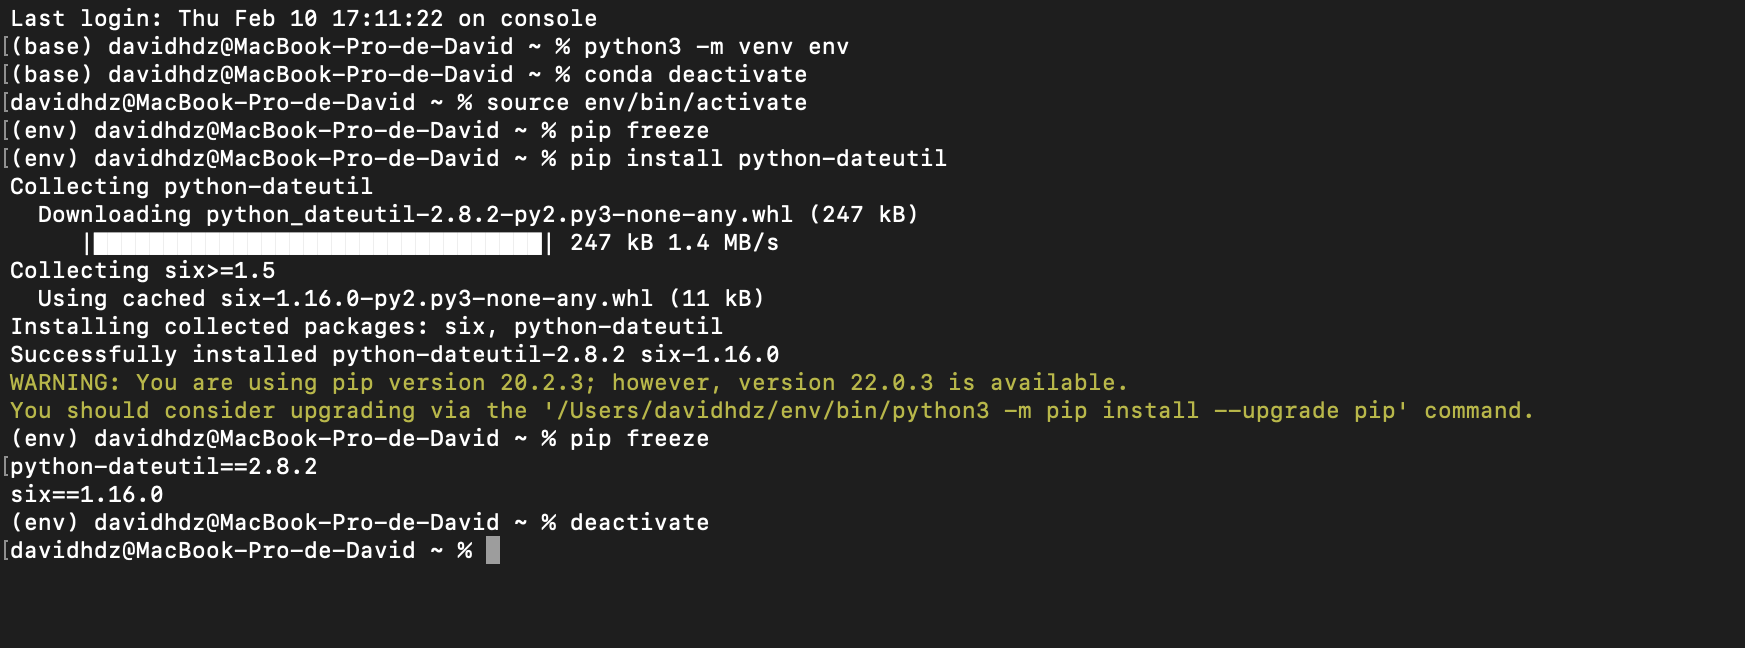 Last login: Thu Feb 10 17:11:22 on console
[(base) davidhdz@MacBook-Pro-de-David ~ % python3 -m venv env
[(base) davidhdz@MacBook-Pro-de-David ~ % conda deactivate
[davidhdz@MacBook-Pro-de-David ~ % source env/bin/activate
[(env) davidhdz@MacBook-Pro-de-David ~ % pip freeze
[(env) davidhdz@MacBook-Pro-de-David ~ % pip install python-dateutil
Collecting python-dateutil
  Downloading python_dateutil-2.8.2-py2.py3-none-any.whl (247 kB)
     |████████████████████████████████| 247 kB 1.4 MB/s
Collecting six>=1.5
  Using cached six-1.16.0-py2.py3-none-any.whl (11 kB)
Installing collected packages: six, python-dateutil
Successfully installed python-dateutil-2.8.2 six-1.16.0
WARNING: You are using pip version 20.2.3; however, version 22.0.3 is available.
You should consider upgrading via the '/Users/davidhdz/env/bin/python3 -m pip install --upgrade pip' command.
(env) davidhdz@MacBook-Pro-de-David ~ % pip freeze
[python-dateutil==2.8.2
six==1.16.0
(env) davidhdz@MacBook-Pro-de-David ~ % deactivate
[davidhdz@MacBook-Pro-de-David ~ %